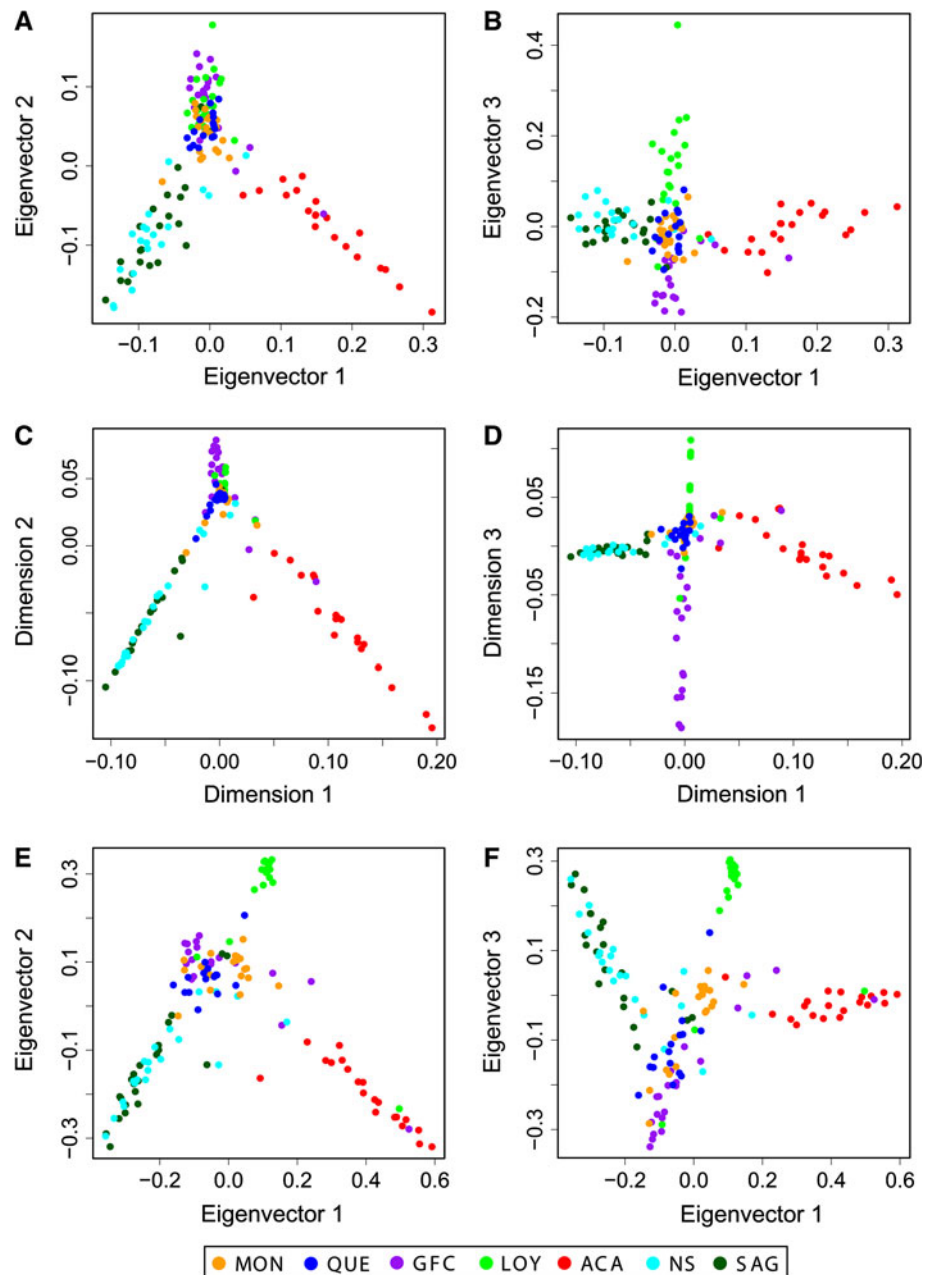 A
B
Eigenvector 2
0.1
0.0
−0.1
−0.1 0.0 0.1 0.2 0.3
Eigenvector 1
Eigenvector 3
0.4
0.2
0.0
−0.2
−0.1 0.0 0.1 0.2 0.3
Eigenvector 1
C
D
Dimension 2
0.05
0.00
−0.10
−0.10 0.00 0.10 0.20
Dimension 1
Dimension 3
0.05
−0.05
−0.15
−0.10 0.00 0.10 0.20
Dimension 1
E
F
Eigenvector 2
0.3
0.1
−0.1
−0.3
−0.2 0.0 0.2 0.4 0.6
Eigenvector 1
Eigenvector 3
0.3
0.1
−0.1
−0.3
−0.2 0.0 0.2 0.4 0.6
Eigenvector 1
MON QUE GFC LOY ACA NS SAG